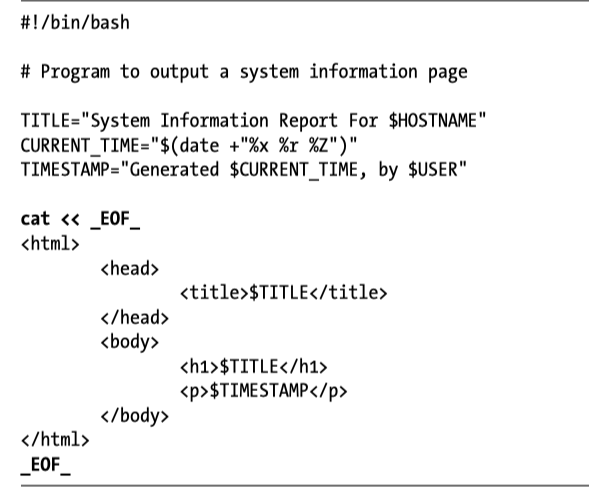 #!/bin/bash

# Program to output a system information page

TITLE="System Information Report For $HOSTNAME"
CURRENT_TIME="$(date +"%x %r %Z")"
TIMESTAMP="Generated $CURRENT_TIME, by $USER"

cat << _EOF_
<html>
        <head>
                <title>$TITLE</title>
        </head>
        <body>
                <h1>$TITLE</h1>
                <p>$TIMESTAMP</p>
        </body>
</html>
_EOF_